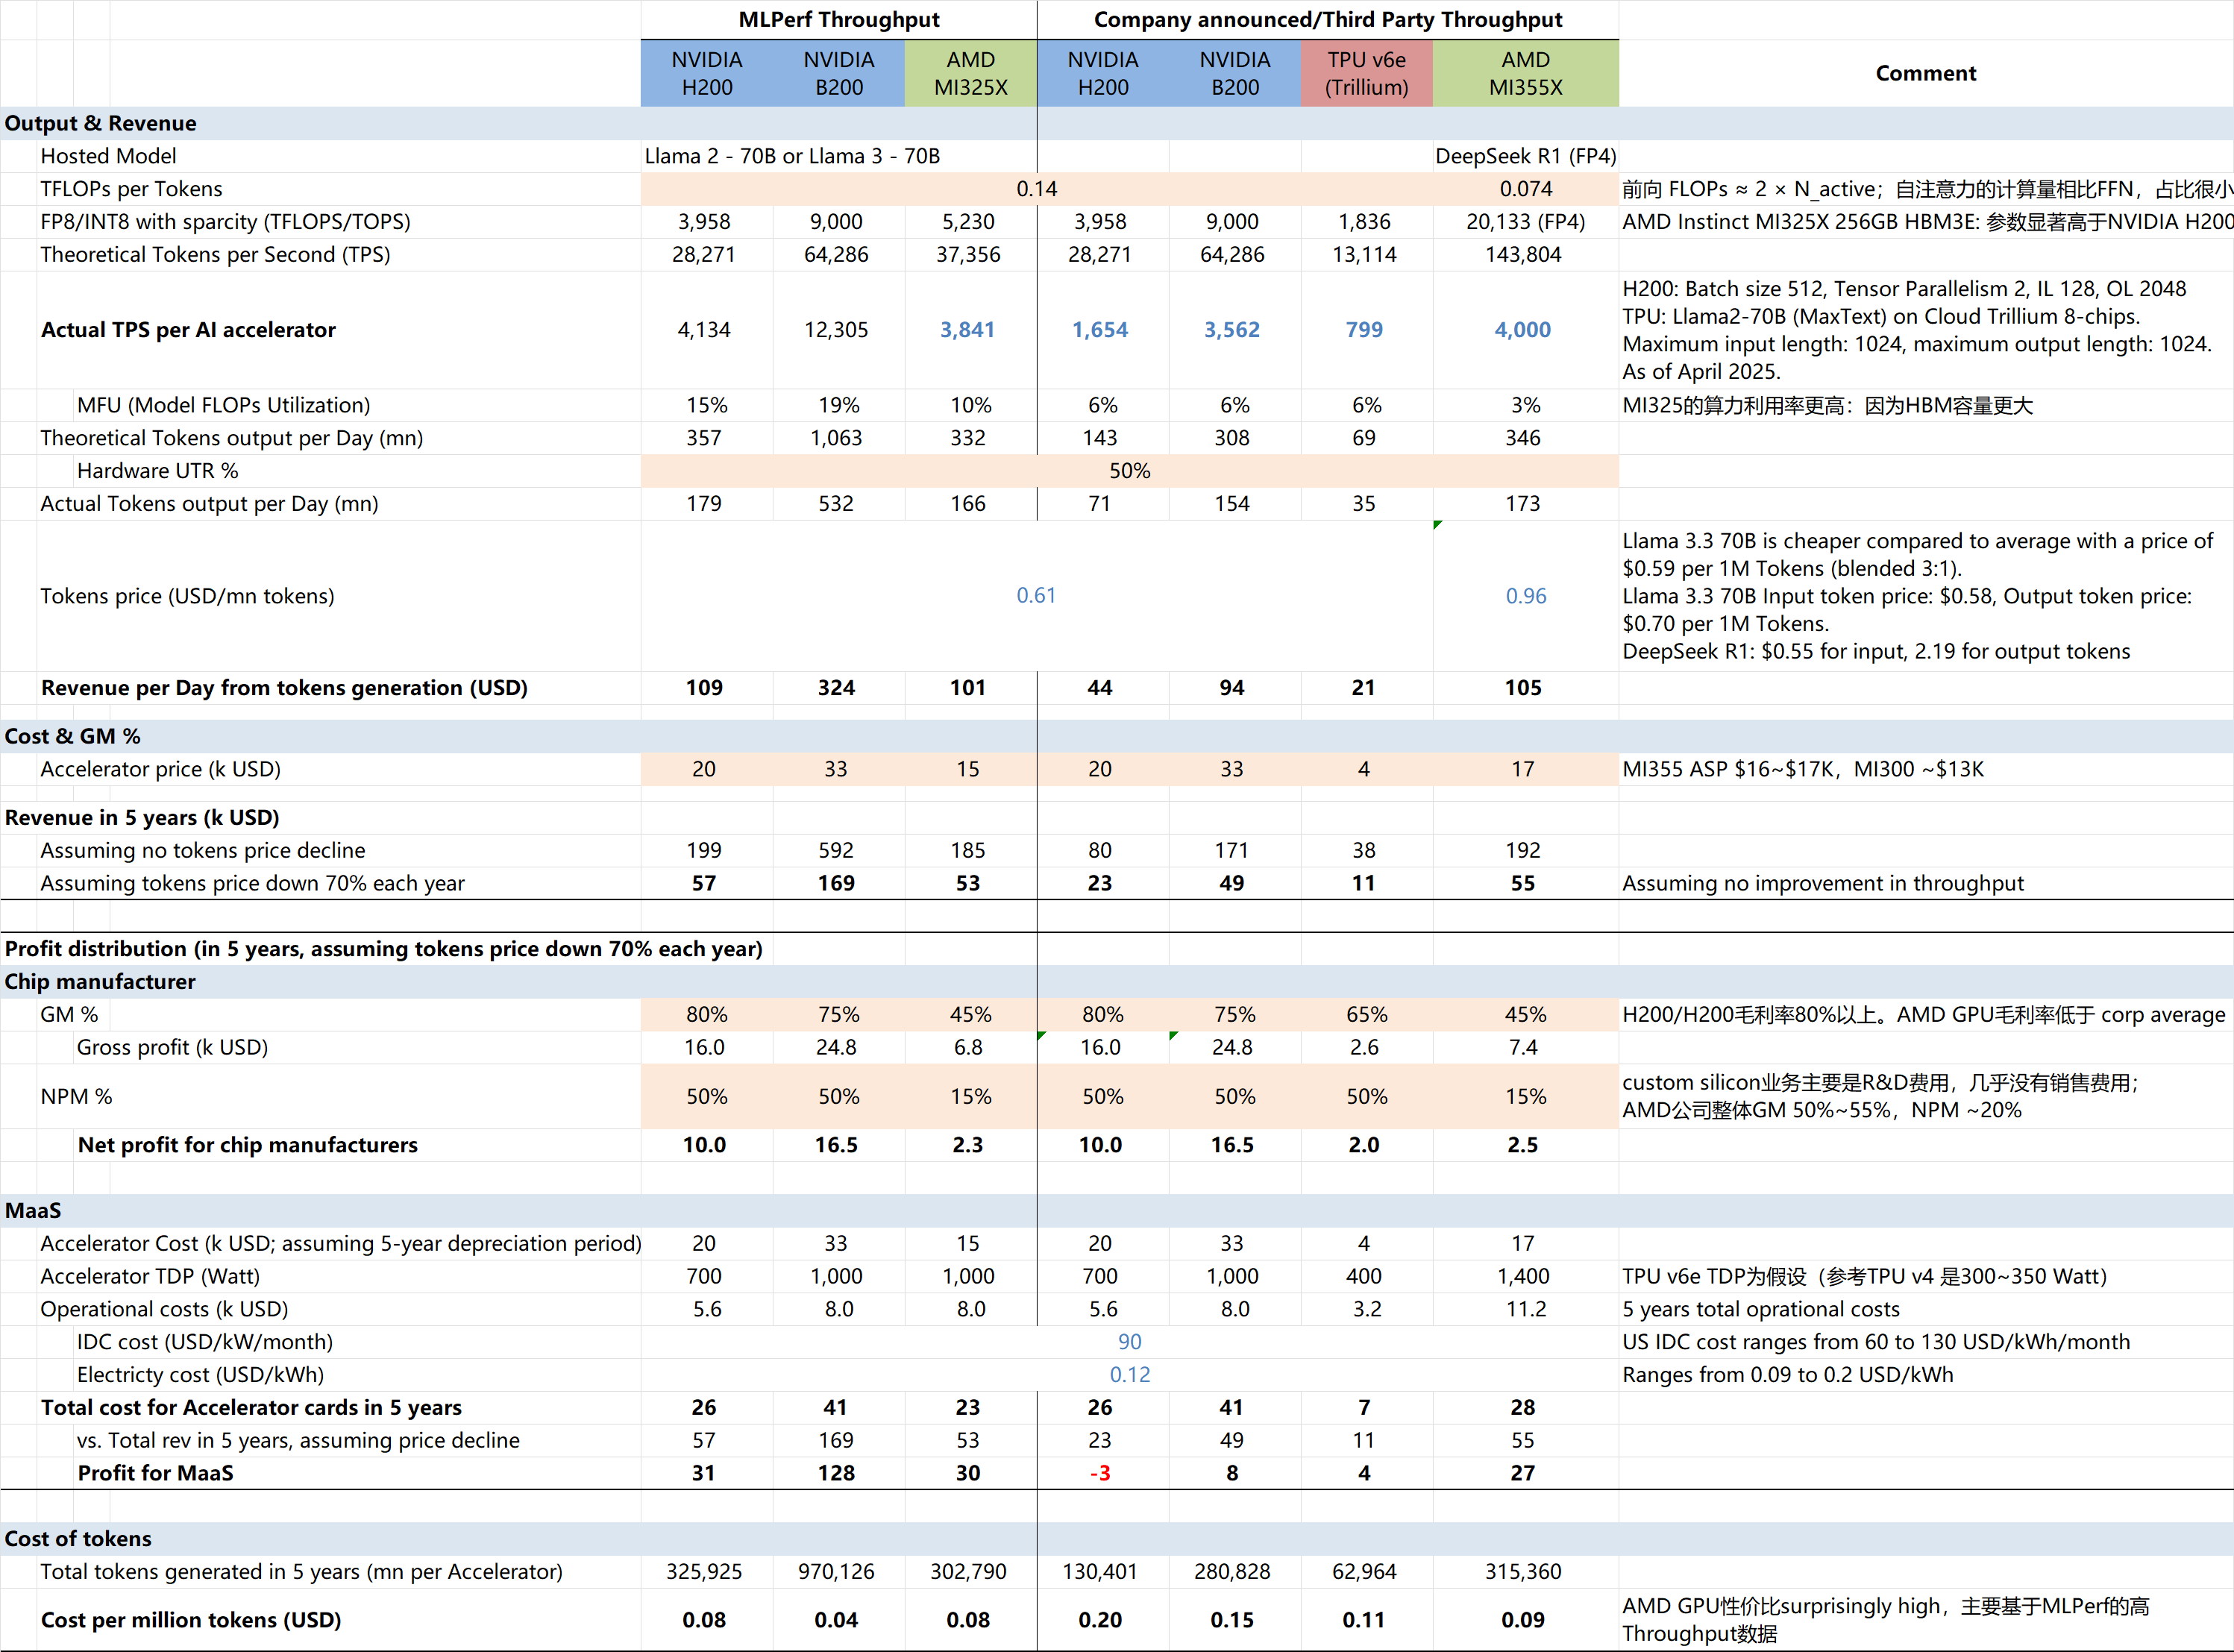 MLPerf Throughput Company announced/Third Party Throughput
NVIDIA H200 NVIDIA B200 AMD MI325X NVIDIA H200 NVIDIA B200 TPU v6e (Trillium) AMD MI355X Comment
Output & Revenue
Hosted Model Llama 2 - 70B or Llama 3 - 70B DeepSeek R1 (FP4)
TFLOPs per Tokens 0.14 0.074 前向 FLOPs ≈ 2 × N_active；自注意力的计算量相比FFN，占比很小
FP8/INT8 with sparcity (TFLOPS/TOPS) 3,958 9,000 5,230 3,958 9,000 1,836 20,133 (FP4) AMD Instinct MI325X 256GB HBM3E: 参数显著高于NVIDIA H200
Theoretical Tokens per Second (TPS) 28,271 64,286 37,356 28,271 64,286 13,114 143,804
Actual TPS per AI accelerator 4,134 12,305 3,841 1,654 3,562 799 4,000
H200: Batch size 512, Tensor Parallelism 2, IL 128, OL 2048
TPU: Llama2-70B (MaxText) on Cloud Trillium 8-chips.
Maximum input length: 1024, maximum output length: 1024.
As of April 2025.
MFU (Model FLOPs Utilization) 15% 19% 10% 6% 6% 6% 3% MI325的算力利用率更高：因为HBM容量更大
Theoretical Tokens output per Day (mn) 357 1,063 332 143 308 69 346
Hardware UTR % 50%
Actual Tokens output per Day (mn) 179 532 166 71 154 35 173
Tokens price (USD/mn tokens) 0.61 0.96
Llama 3.3 70B is cheaper compared to average with a price of
$0.59 per 1M Tokens (blended 3:1).
Llama 3.3 70B Input token price: $0.58, Output token price:
$0.70 per 1M Tokens.
DeepSeek R1: $0.55 for input, 2.19 for output tokens
Revenue per Day from tokens generation (USD) 109 324 101 44 94 21 105
Cost & GM %
Accelerator price (k USD) 20 33 15 20 33 4 17 MI355 ASP $16~$17K，MI300 ~$13K
Revenue in 5 years (k USD)
Assuming no tokens price decline 199 592 185 80 171 38 192
Assuming tokens price down 70% each year 57 169 53 23 49 11 55 Assuming no improvement in throughput
Profit distribution (in 5 years, assuming tokens price down 70% each year)
Chip manufacturer
GM % 80% 75% 45% 80% 75% 65% 45% H200/H200毛利率80%以上。AMD GPU毛利率低于 corp average
Gross profit (k USD) 16.0 24.8 6.8 16.0 24.8 2.6 7.4
NPM % 50% 50% 15% 50% 50% 50% 15%
custom silicon业务主要是R&D费用，几乎没有销售费用；
AMD公司整体GM 50%~55%，NPM ~20%
Net profit for chip manufacturers 10.0 16.5 2.3 10.0 16.5 2.0 2.5
MaaS
Accelerator Cost (k USD; assuming 5-year depreciation period) 20 33 15 20 33 4 17
Accelerator TDP (Watt) 700 1,000 1,000 700 1,000 400 1,400 TPU v6e TDP为假设（参考TPU v4 是300~350 Watt）
Operational costs (k USD) 5.6 8.0 8.0 5.6 8.0 3.2 11.2 5 years total oprational costs
IDC cost (USD/kW/month) 90 US IDC cost ranges from 60 to 130 USD/kWh/month
Electricty cost (USD/kWh) 0.12 Ranges from 0.09 to 0.2 USD/kWh
Total cost for Accelerator cards in 5 years 26 41 23 26 41 7 28
vs. Total rev in 5 years, assuming price decline 57 169 53 23 49 11 55
Profit for MaaS 31 128 30 -3 8 4 27
Cost of tokens
Total tokens generated in 5 years (mn per Accelerator) 325,925 970,126 302,790 130,401 280,828 62,964 315,360
Cost per million tokens (USD) 0.08 0.04 0.08 0.20 0.15 0.11 0.09
AMD GPU性价比surprisingly high，主要基于MLPerf的高
Throughput数据